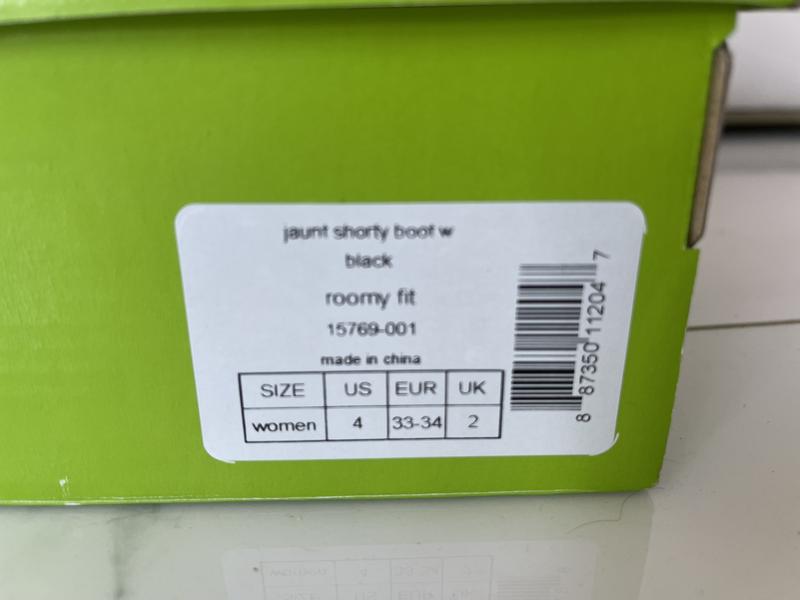 jaunt shorty boot w
black
roomy fit
15769-001
made in china
SIZE US EUR UK
women 4 33-34 2
8 87350 11204 7